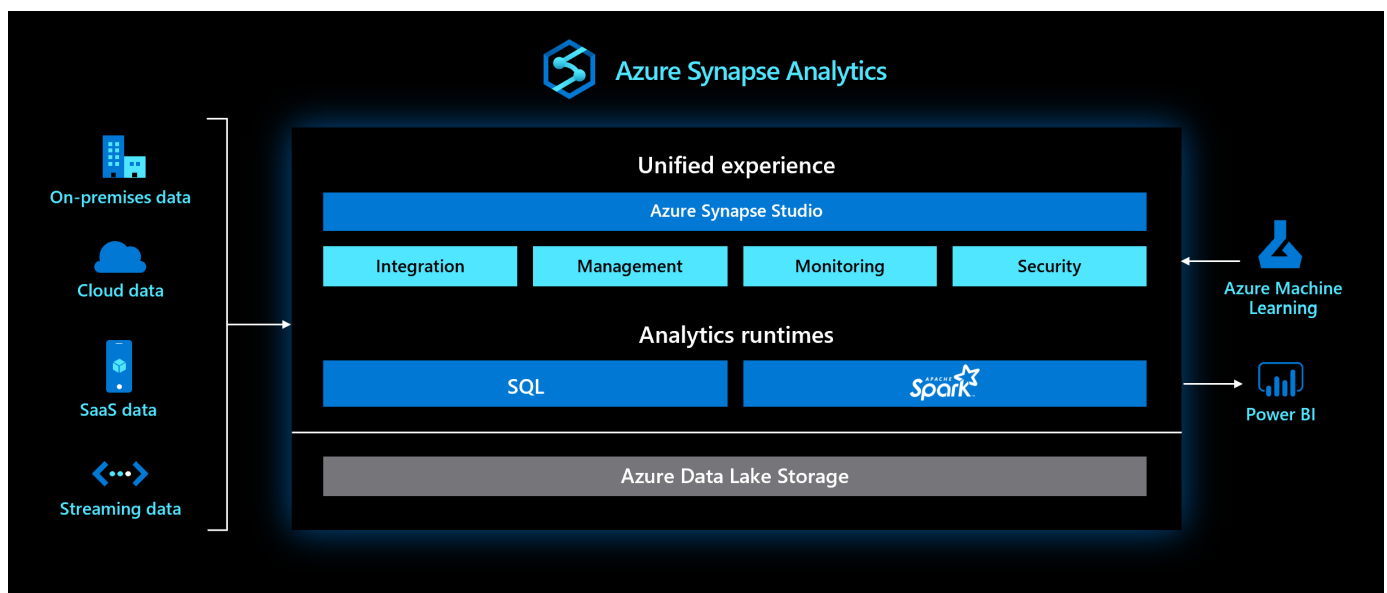 Azure Synapse Analytics
On-premises data
Cloud data
SaaS data
Streaming data
Unified experience
Azure Synapse Studio
Integration
Management
Monitoring
Security
Analytics runtimes
SQL
APACHE
Spark
Azure Data Lake Storage
Azure Machine
Learning
Power BI